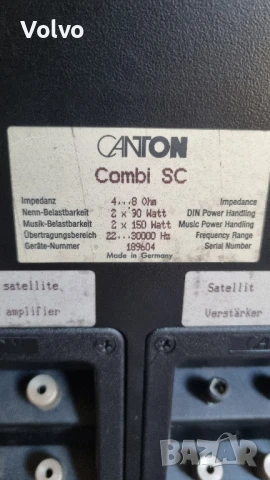 Volvo
CANTON
Combi SC
Impedanz 4...8 Ohm Impedance
Nenn-Belastbarkeit 2 x 90 Watt DIN Power Handling
Musik-Belastbarkeit 2 x 150 Watt Music Power Handling
Übertragungsbereich 22...30000 Hz Frequency Range
Geräte-Nummer 189604 Serial Number
Made in Germany
satellite Satellit
amplifier Verstärker
BAZAR